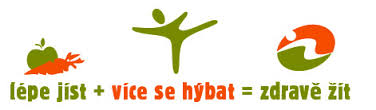 lépe jíst + více se hýbat = zdravě žít